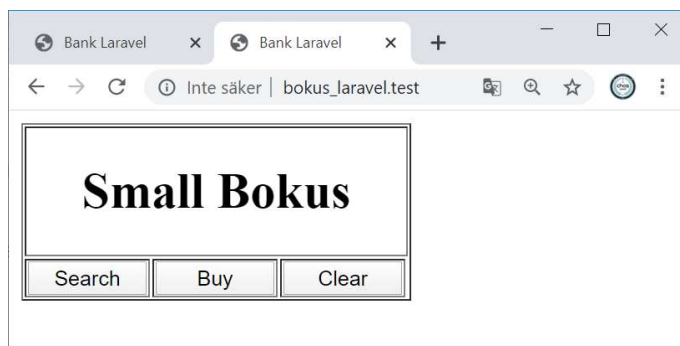 Bank Laravel Bank Laravel
Inte säker bokus_laravel.test
Small Bokus
Search Buy Clear